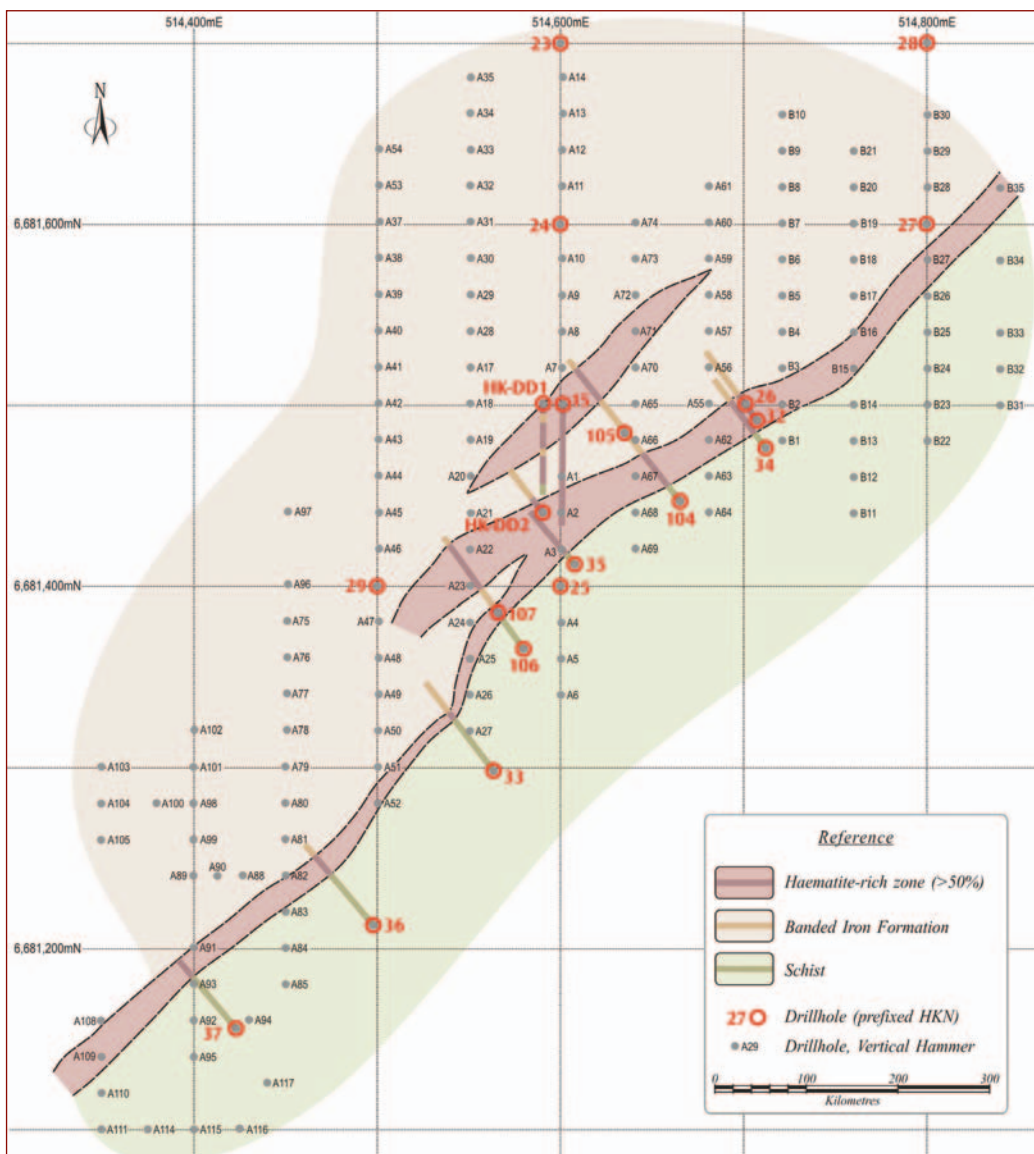 514,400mE 514,600mE 514,800mE
23 28
A35 A14
N
A34 A13 B10 B30
A54 A33 A12 B9 B21 B29
A53 A32 A11 A61 B8 B20 B28 B35
6,681,600mN A37 A31 24 A74 A60 B7 B19 27
A38 A30 A10 A73 A59 B6 B18 B27 B34
A39 A29 A9 A72 A58 B5 B17 B26
A40 A28 A8 A71 A57 B4 B16 B25 B33
A41 A17 A7 A70 A56 B3 B15 B24 B32
HK-DD1
A42 A18 15 A65 A55 26 B2 B14 B23 B31
A43 A19 105 A66 A62 32 B1 B13 B22
34
A44 A20 A1 A67 A63 B12
A97 A45 A21 A2 A68 104 A64 B11
HK-DD2
A46 A22 A3 A69
35
6,681,400mN A96 29 A23 25
A75 A47 A24 107 A4
106
A76 A48 A25 A5
A77 A49 A26 A6
A102 A78 A50 A27
A103 A101 A79 A51 33
A104 A100 A98 A80 A52
A105 A99 A81
A89 A90 A88 A82
A83
36
6,681,200mN A91 A84
A93 A85
A108 A92 A94
37
A109 A95
A117
A110
A111 A114 A115 A116
Reference
Haematite-rich zone (>50%)
Banded Iron Formation
Schist
27 Drillhole (prefixed HKN)
A29 Drillhole, Vertical Hammer
0 100 200 300
Kilometres